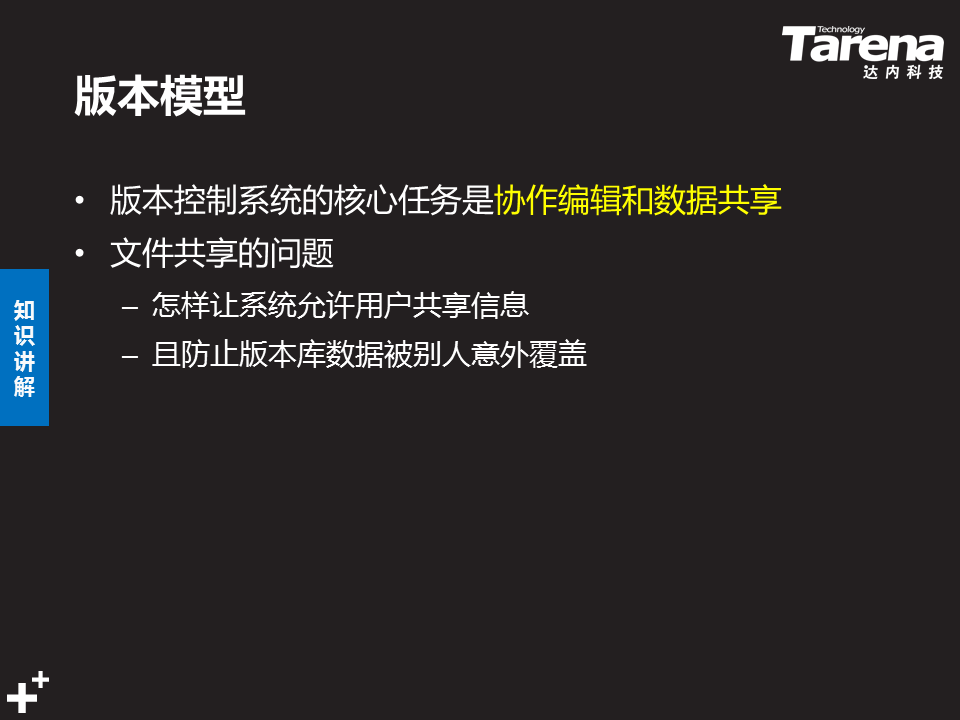 Technology
Tarena
达内科技
版本模型
• 版本控制系统的核心任务是协作编辑和数据共享
• 文件共享的问题
– 怎样让系统允许用户共享信息
– 且防止版本库数据被别人意外覆盖
知识讲解